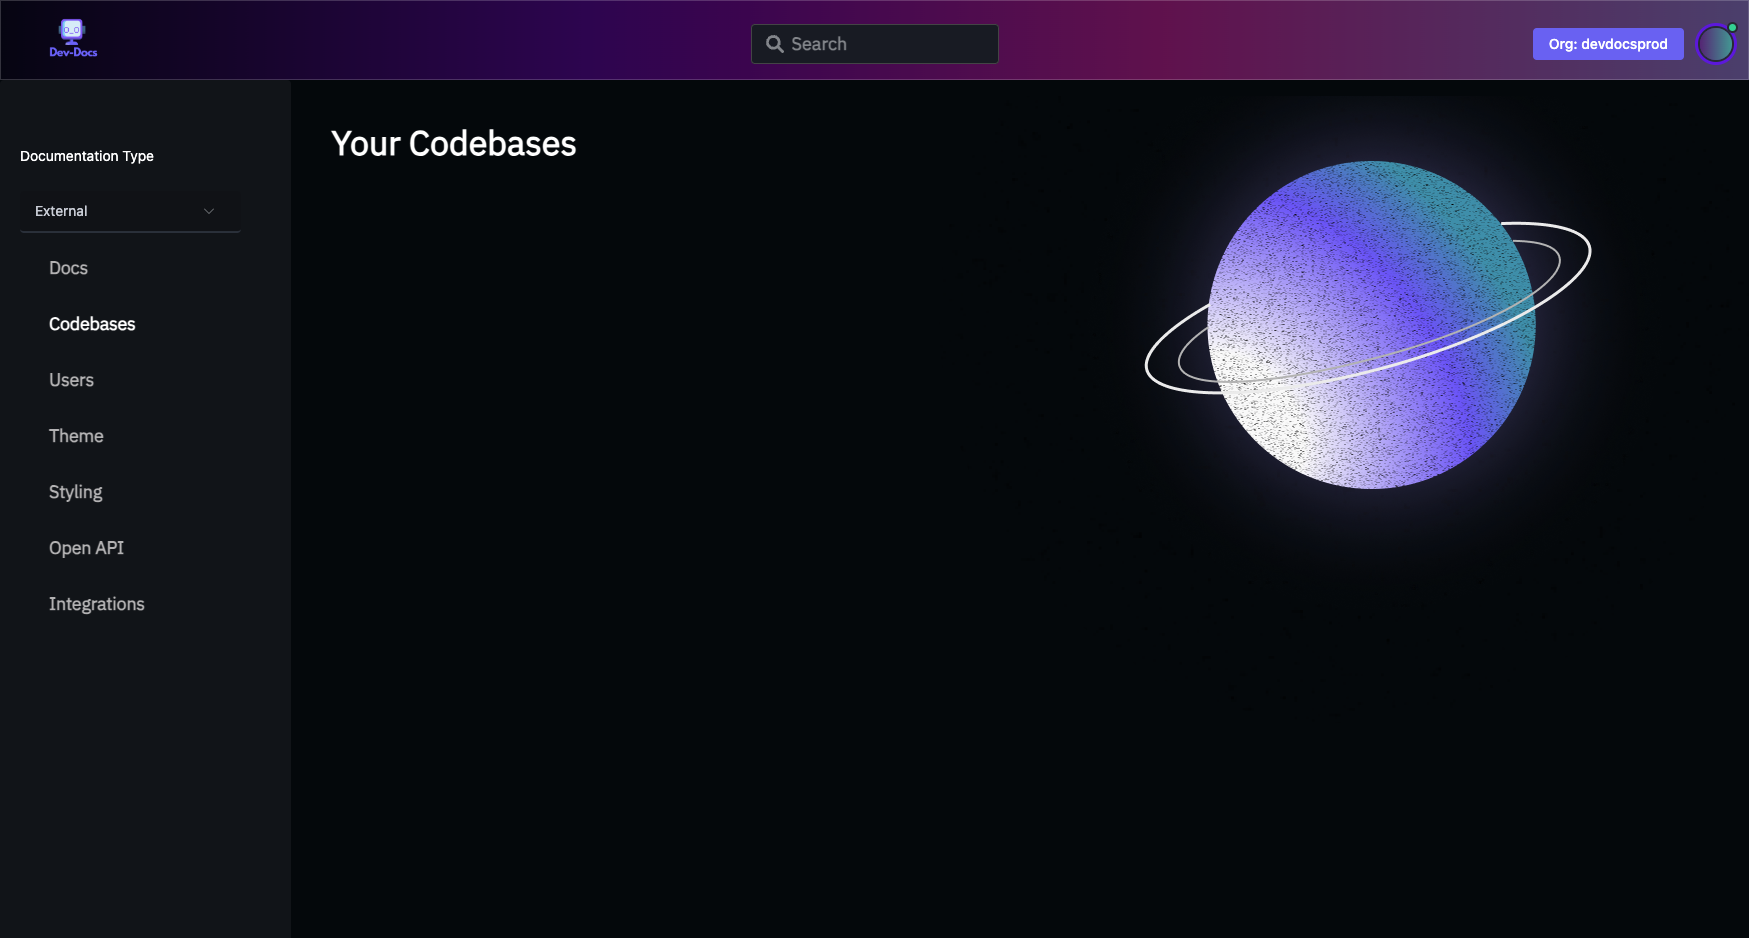 Dev-Docs
Search
Org: devdocsprod
Documentation Type
External
Docs
Codebases
Users
Theme
Styling
Open API
Integrations
Your Codebases